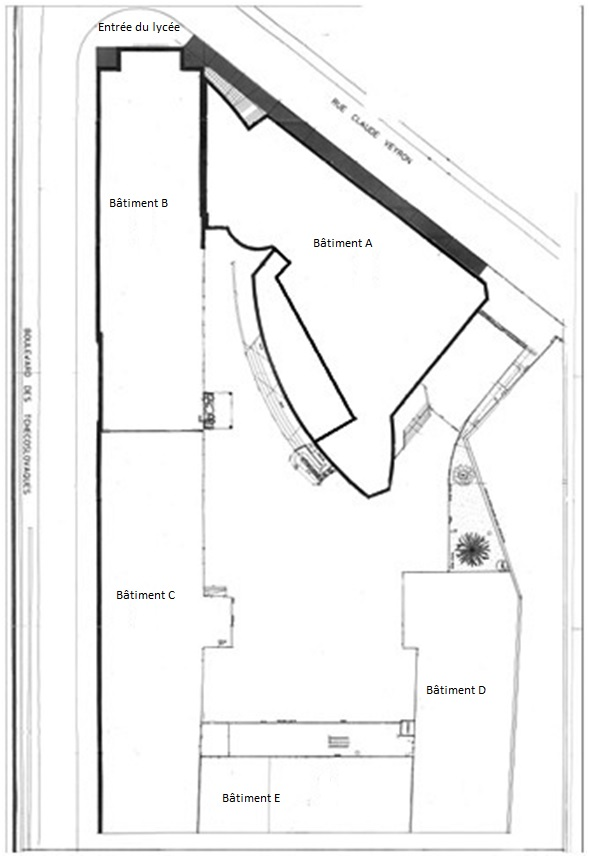 Entrée du lycée
RUE CLAUDE VEYRON
Bâtiment B
Bâtiment A
BOULEVARD DES TCHECOSLOVAQUES
Bâtiment C
Bâtiment D
Bâtiment E